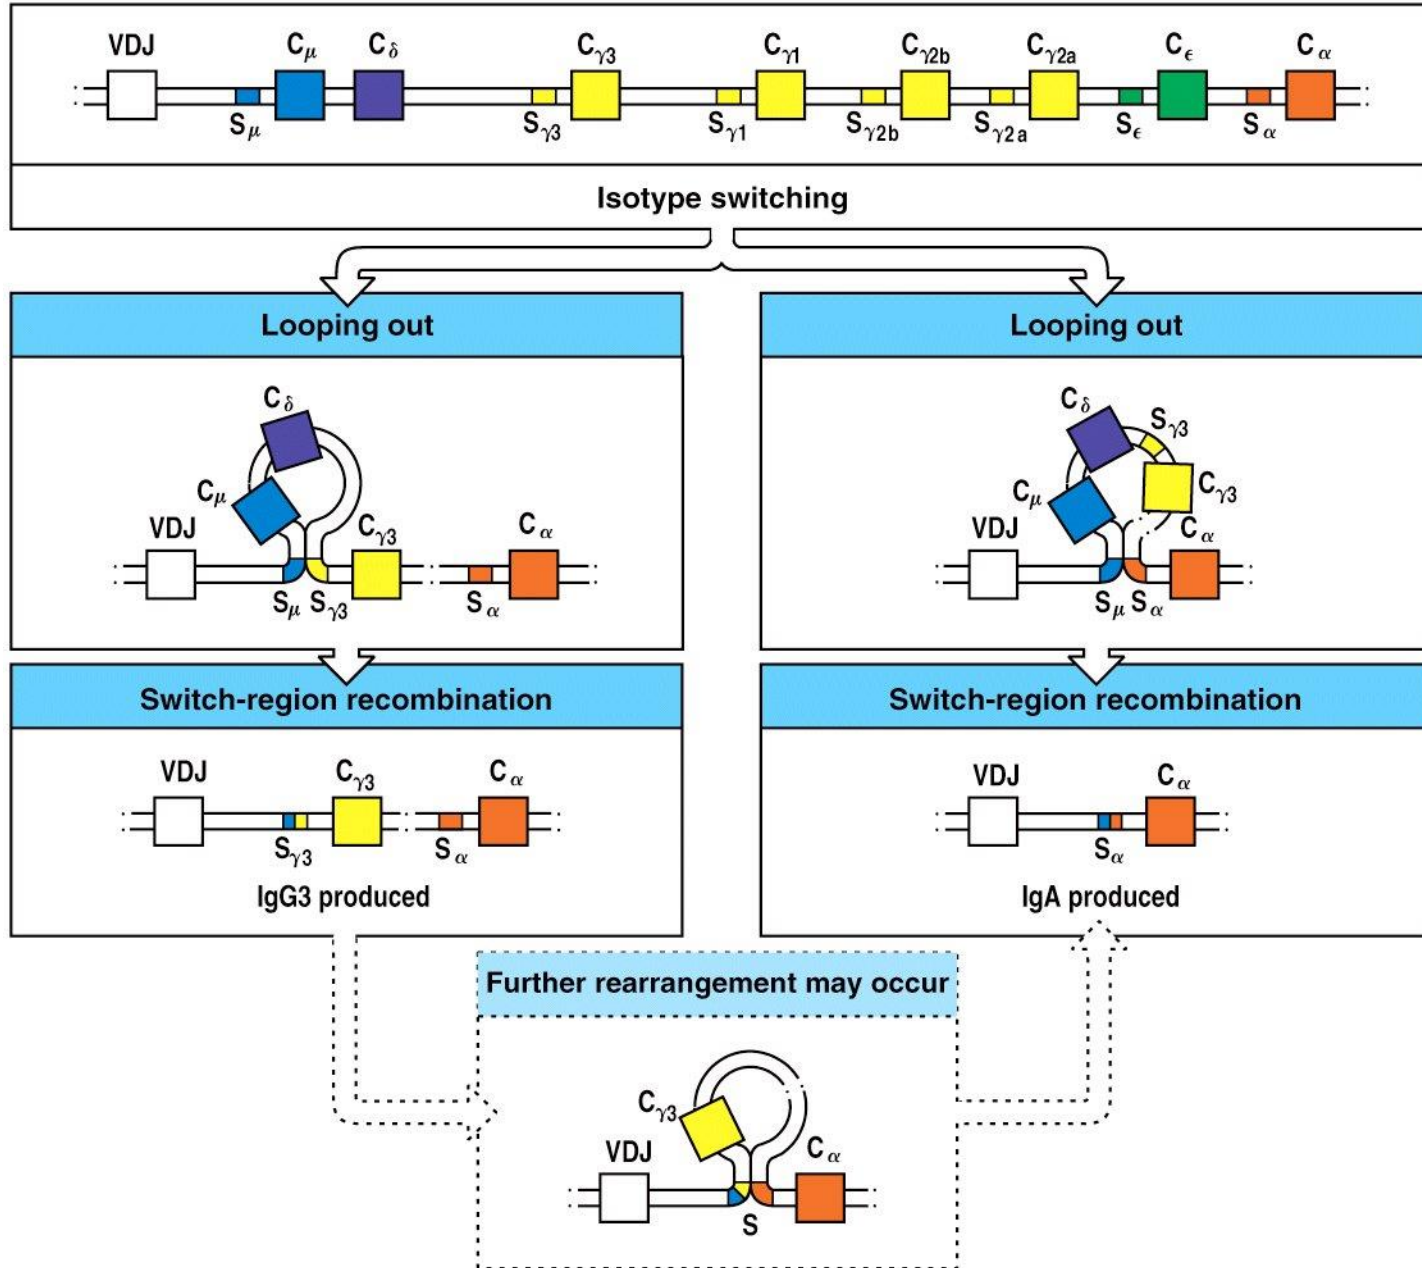 VDJ Cμ Cδ Cγ3 Cγ1 Cγ2b Cγ2a Cϵ Cα
Sμ Sγ3 Sγ1 Sγ2b Sγ2a Sϵ Sα
Isotype switching
Looping out
Cδ
Cμ
VDJ Cγ3 Cα
Sμ Sγ3 Sα
Looping out
Cδ Sγ3
Cμ Cγ3
VDJ Cα
Sμ Sα
Switch-region recombination
VDJ Cγ3 Cα
Sγ3 Sα
IgG3 produced
Switch-region recombination
VDJ Cα
Sα
IgA produced
Further rearrangement may occur
Cγ3
VDJ Cα
S